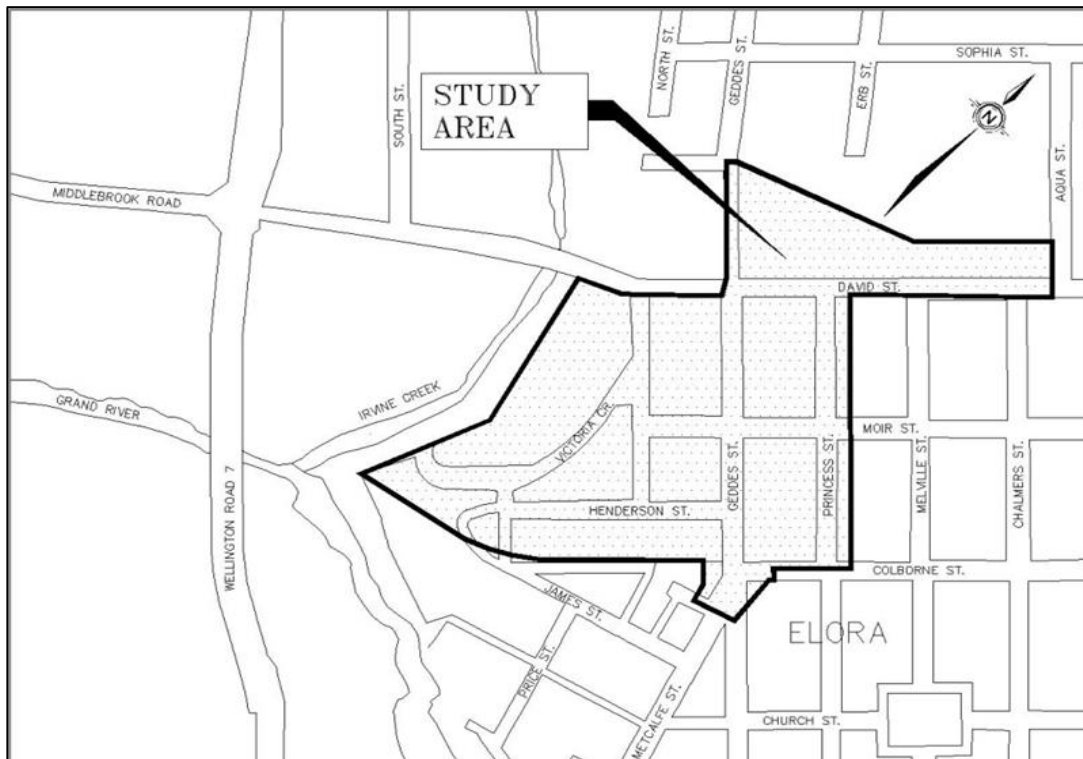 SOPHIA ST.
NORTH ST.
GEDDES ST.
ERB ST.
STUDY
AREA
SOUTH ST.
N
AQUA ST.
MIDDLEBROOK ROAD
DAVID ST.
IRVINE CREEK
GRAND RIVER
VICTORIA CR.
MOIR ST.
GEDDES ST.
PRINCESS ST.
MELVILLE ST.
CHALMERS ST.
HENDERSON ST.
WELLINGTON ROAD 7
COLBORNE ST.
JAMES ST.
ELORA
PRICE ST.
METCALFE ST.
CHURCH ST.